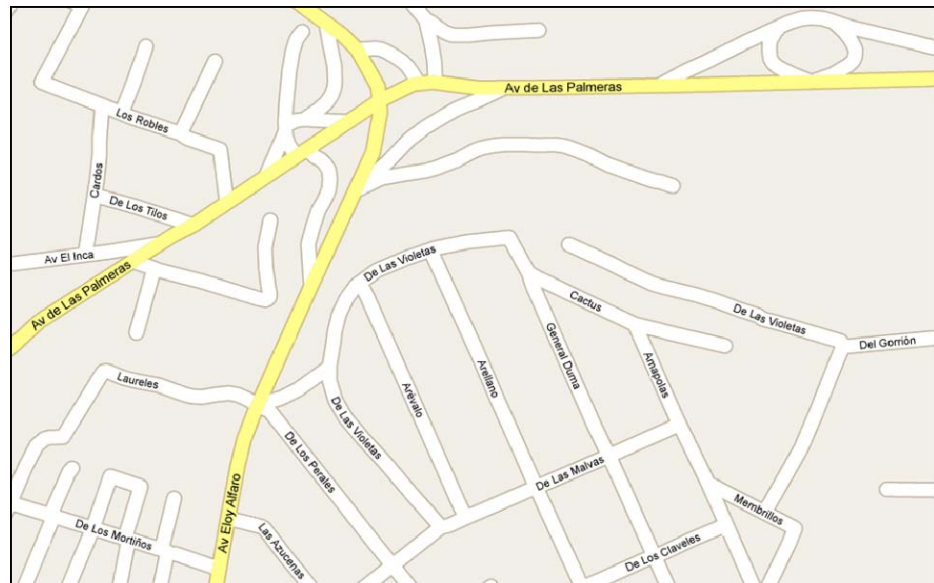 Av de Las Palmeras
Los Robles
Cardos
De Los Tilos
Av El Inca
De Las Violetas
Av de Las Palmeras
Cactus
De Las Violetas
Del Gorrión
General Duma
Amapolas
Arellano
Arévalo
Laureles
De Las Violetas
De Los Perales
De Las Malvas
Membrillos
Av Eloy Alfaro
De Los Mortiños
Las Azucenas
De Los Claveles